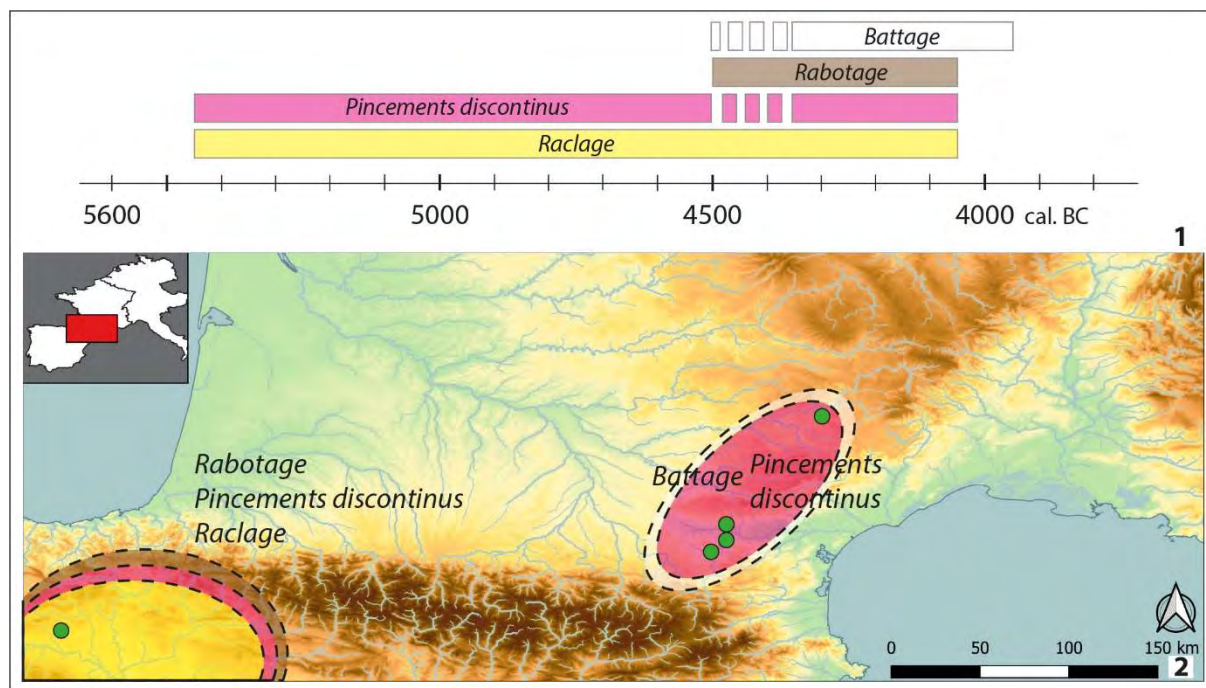 Battage
Rabotage
Pincements discontinus
Raclage
5600 5000 4500 4000 cal. BC
1
Rabotage
Pincements discontinus
Raclage
Battage
Pincements
discontinus
0 50 100 150 km
2